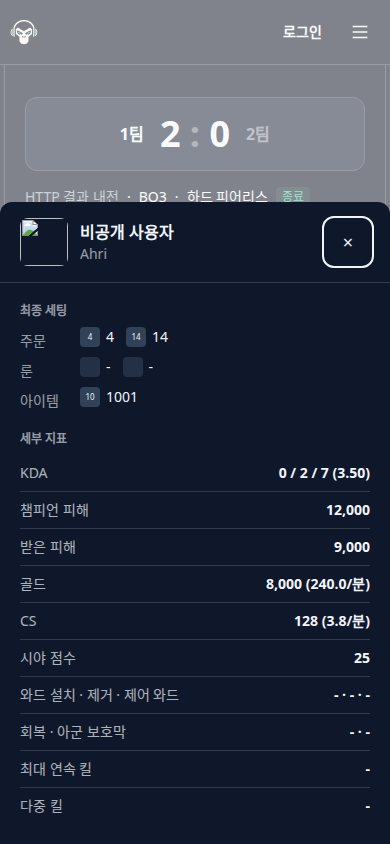 로그인
1팀 2 : 0 2팀
HTTP 결과 내전 · BO3 · 하드 피어리스 종료
비공개 사용자
Ahri
×
최종 세팅
주문 4 4 14 14
룬 - -
아이템 10 1001
세부 지표
KDA 0 / 2 / 7 (3.50)
챔피언 피해 12,000
받은 피해 9,000
골드 8,000 (240.0/분)
CS 128 (3.8/분)
시야 점수 25
와드 설치 · 제거 · 제어 와드 - · - · -
회복 · 아군 보호막 - · -
최대 연속 킬 -
다중 킬 -